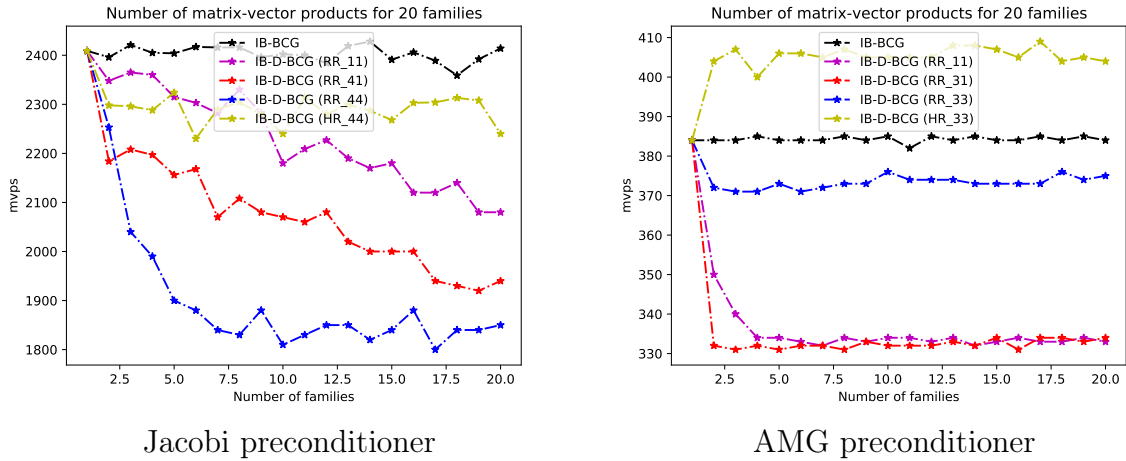 Number of matrix-vector products for 20 families
IB-BCG
IB-D-BCG (RR_11)
IB-D-BCG (RR_41)
IB-D-BCG (RR_44)
IB-D-BCG (HR_44)
2400
2300
2200
2100
2000
1900
1800
mvps
2.5 5.0 7.5 10.0 12.5 15.0 17.5 20.0
Number of families
Jacobi preconditioner
Number of matrix-vector products for 20 families
IB-BCG
IB-D-BCG (RR_11)
IB-D-BCG (RR_31)
IB-D-BCG (RR_33)
IB-D-BCG (HR_33)
410
400
390
380
370
360
350
340
330
mvps
2.5 5.0 7.5 10.0 12.5 15.0 17.5 20.0
Number of families
AMG preconditioner